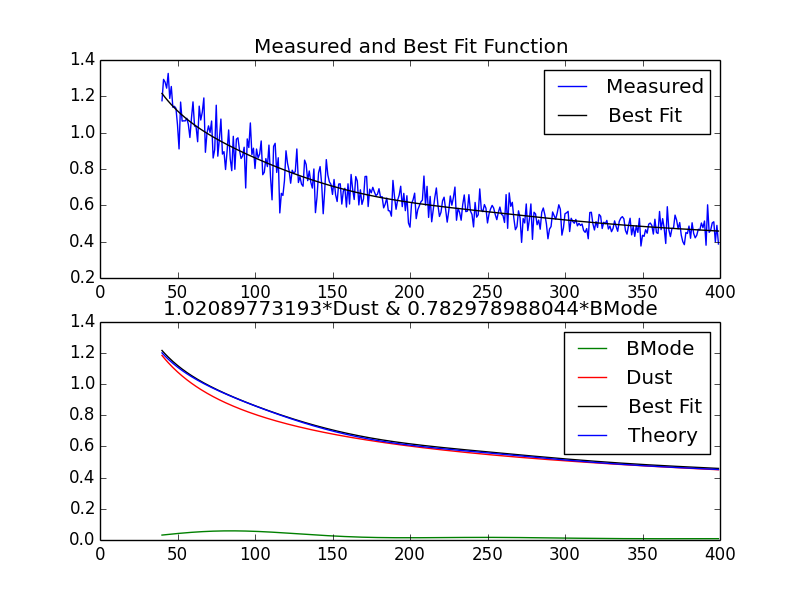 Measured and Best Fit Function
1.4
1.2
1.0
0.8
0.6
0.4
0.2
Measured
Best Fit
0 50 100 150 200 250 300 350 400
1.02089773193*Dust & 0.782978988044*BMode
1.4
1.2
1.0
0.8
0.6
0.4
0.2
0.0
BMode
Dust
Best Fit
Theory
0 50 100 150 200 250 300 350 400